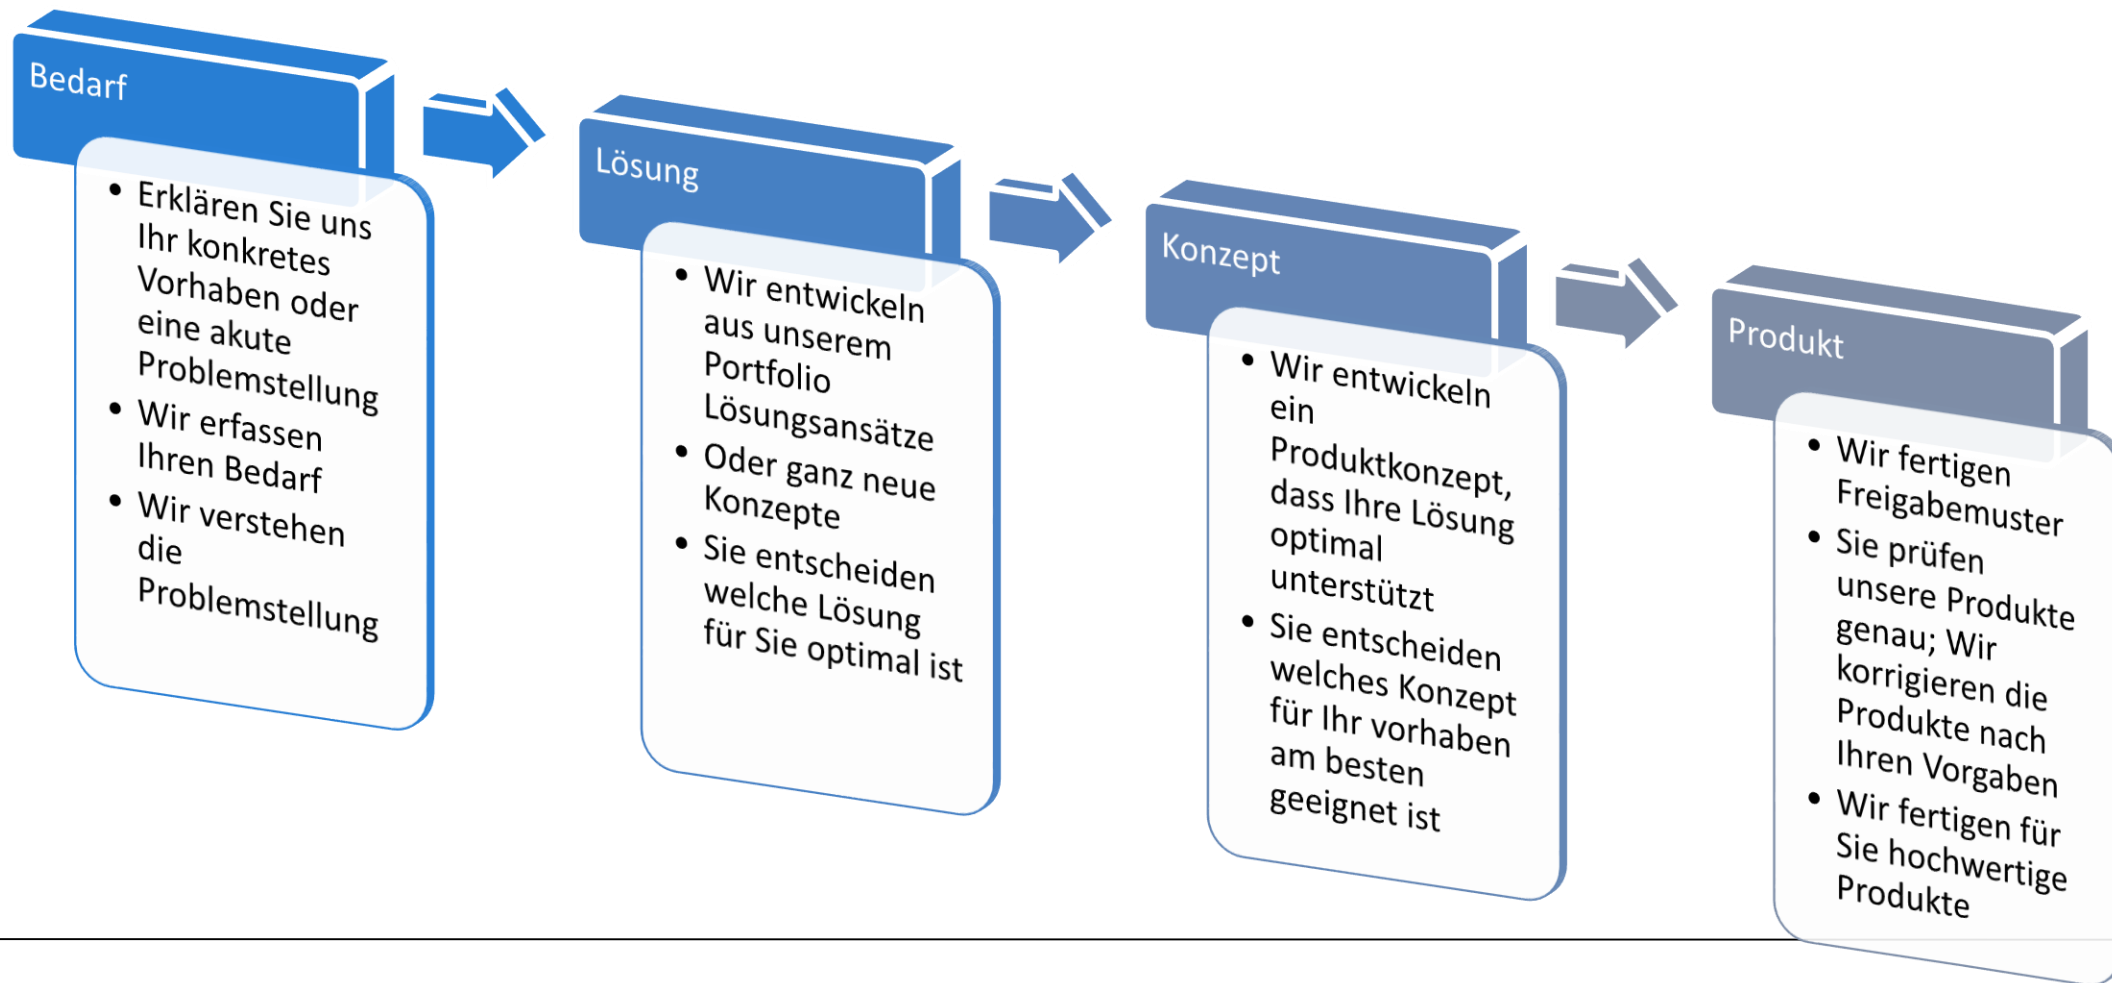 Bedarf
Erklären Sie uns
Ihr konkretes
Vorhaben oder
eine akute
Problemstellung
Wir erfassen
Ihren Bedarf
Wir verstehen
die
Problemstellung
Lösung
Wir entwickeln
aus unserem
Portfolio
Lösungsansätze
Oder ganz neue
Konzepte
Sie entscheiden
welche Lösung
für Sie optimal ist
Konzept
Wir entwickeln
ein
Produktkonzept,
dass Ihre Lösung
optimal
unterstützt
Sie entscheiden
welches Konzept
für Ihr vorhaben
am besten
geeignet ist
Produkt
Wir fertigen
Freigabemuster
Sie prüfen
unsere Produkte
genau; Wir
korrigieren die
Produkte nach
Ihren Vorgaben
Wir fertigen für
Sie hochwertige
Produkte